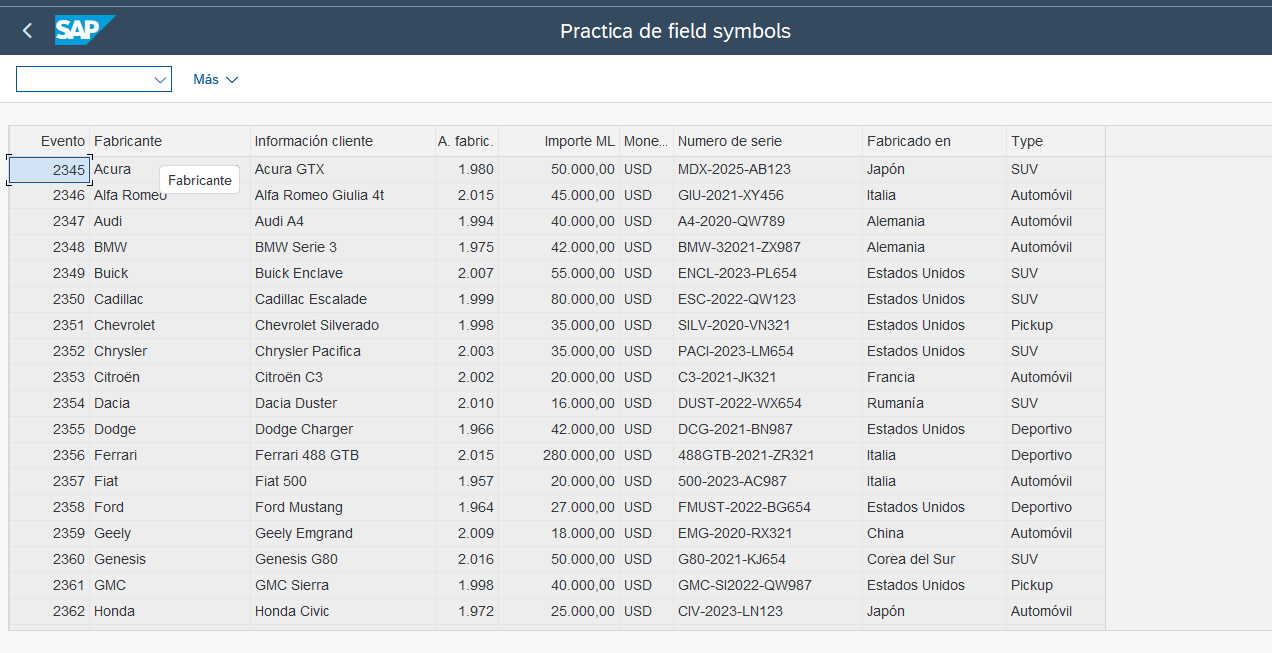 SAP Practica de field symbols
Más
Evento Fabricante Información cliente A. fabric. Importe ML Mone... Numero de serie Fabricado en Type
2345 Acura Acura GTX 1.980 50.000,00 USD MDX-2025-AB123 Japón SUV
Fabricante
2346 Alfa Romeo Alfa Romeo Giulia 4t 2.015 45.000,00 USD GIU-2021-XY456 Italia Automóvil
2347 Audi Audi A4 1.994 40.000,00 USD A4-2020-QW789 Alemania Automóvil
2348 BMW BMW Serie 3 1.975 42.000,00 USD BMW-32021-ZX987 Alemania Automóvil
2349 Buick Buick Enclave 2.007 55.000,00 USD ENCL-2023-PL654 Estados Unidos SUV
2350 Cadillac Cadillac Escalade 1.999 80.000,00 USD ESC-2022-QW123 Estados Unidos SUV
2351 Chevrolet Chevrolet Silverado 1.998 35.000,00 USD SILV-2020-VN321 Estados Unidos Pickup
2352 Chrysler Chrysler Pacifica 2.003 35.000,00 USD PACI-2023-LM654 Estados Unidos SUV
2353 Citroën Citroën C3 2.002 20.000,00 USD C3-2021-JK321 Francia Automóvil
2354 Dacia Dacia Duster 2.010 16.000,00 USD DUST-2022-WX654 Rumanía SUV
2355 Dodge Dodge Charger 1.966 42.000,00 USD DCG-2021-BN987 Estados Unidos Deportivo
2356 Ferrari Ferrari 488 GTB 2.015 280.000,00 USD 488GTB-2021-ZR321 Italia Deportivo
2357 Fiat Fiat 500 1.957 20.000,00 USD 500-2023-AC987 Italia Automóvil
2358 Ford Ford Mustang 1.964 27.000,00 USD FMUST-2022-BG654 Estados Unidos Deportivo
2359 Geely Geely Emgrand 2.009 18.000,00 USD EMG-2020-RX321 China Automóvil
2360 Genesis Genesis G80 2.016 50.000,00 USD G80-2021-KJ654 Corea del Sur SUV
2361 GMC GMC Sierra 1.998 40.000,00 USD GMC-SI2022-QW987 Estados Unidos Pickup
2362 Honda Honda Civic 1.972 25.000,00 USD CIV-2023-LN123 Japón Automóvil